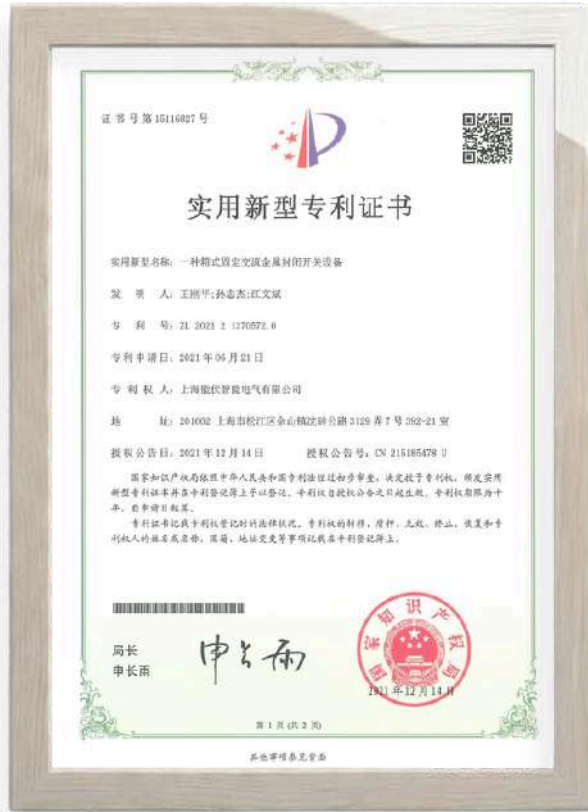 证书号第15116827号
实用新型专利证书
实用新型名称：一种箱式固定交流金属封闭开关设备
发明人：王刚平;孙志杰;江文斌
专利号：ZL 2021 2 1370572.0
专利申请日：2021年06月21日
专利权人：上海能伏智能电气有限公司
地址：201602 上海市松江区佘山镇沈砖公路3129弄7号392-21室
授权公告日：2021年12月14日 授权公告号：CN 215185478 U
国家知识产权局依照中华人民共和国专利法经过初步审查，决定授予专利权，颁发实用
新型专利证书并在专利登记簿上予以登记。专利权自授权公告之日起生效。专利权期限为十
年，自申请日起算。
专利证书记载专利权登记时的法律状况。专利权的转移、质押、无效、终止、恢复和专
利权人的姓名或名称、国籍、地址变更等事项记载在专利登记簿上。
局长
申长雨
申长雨
国家知识产权局
2021年12月14日
第 1 页 (共 2 页)
其他事项参见背面